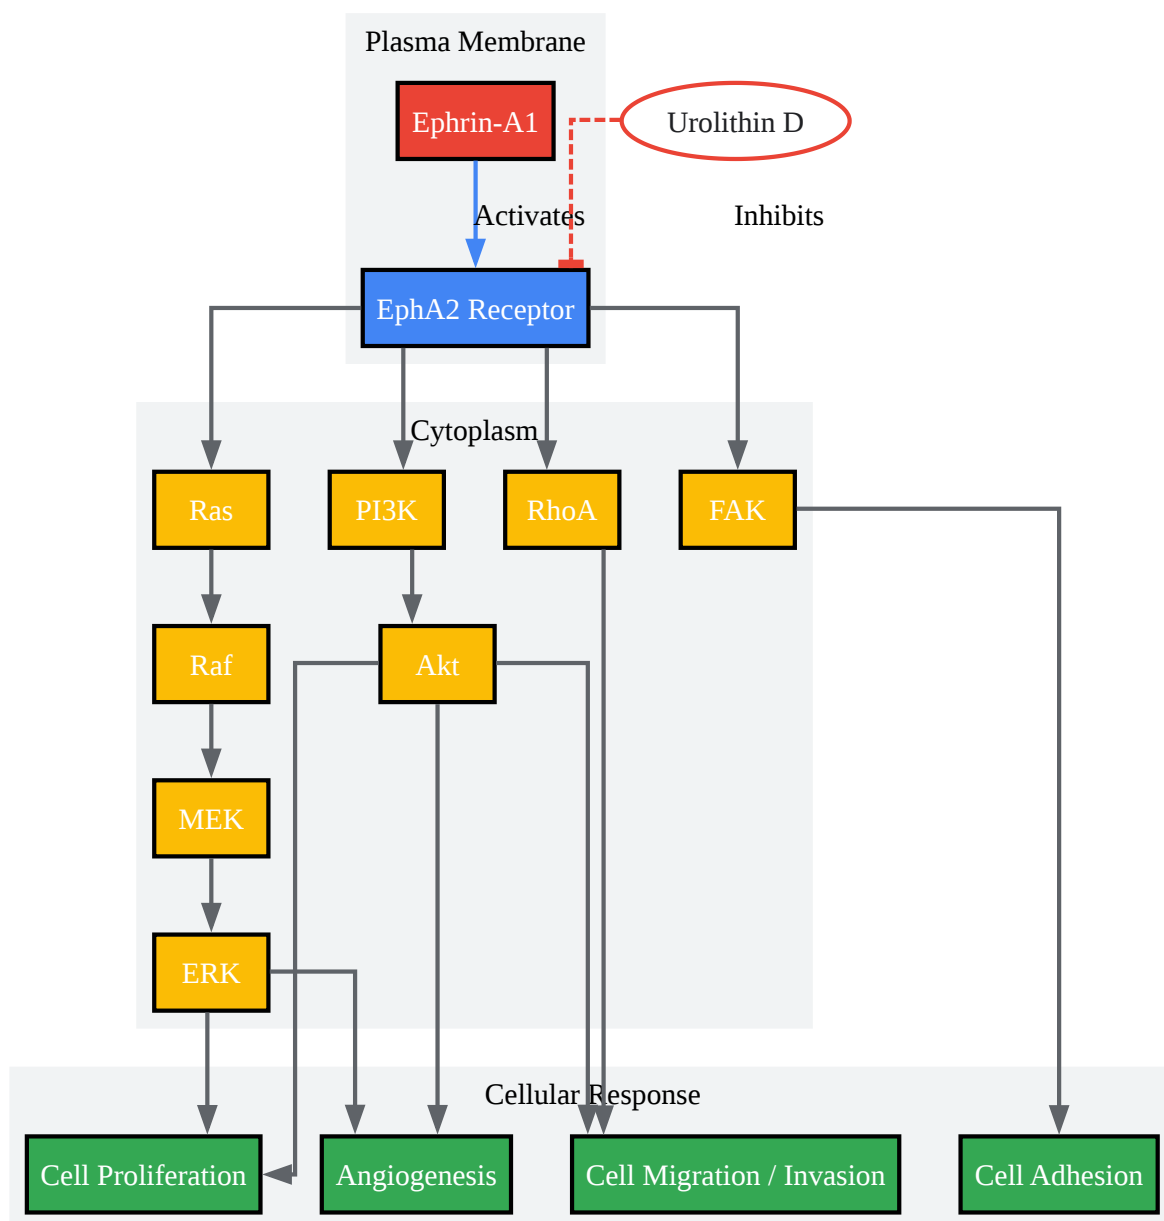 Plasma Membrane
Ephrin-A1
Urolithin D
Activates
Inhibits
EphA2 Receptor
Cytoplasm
Ras
PI3K
RhoA
FAK
Raf
Akt
MEK
ERK
Cellular Response
Cell Proliferation
Angiogenesis
Cell Migration / Invasion
Cell Adhesion